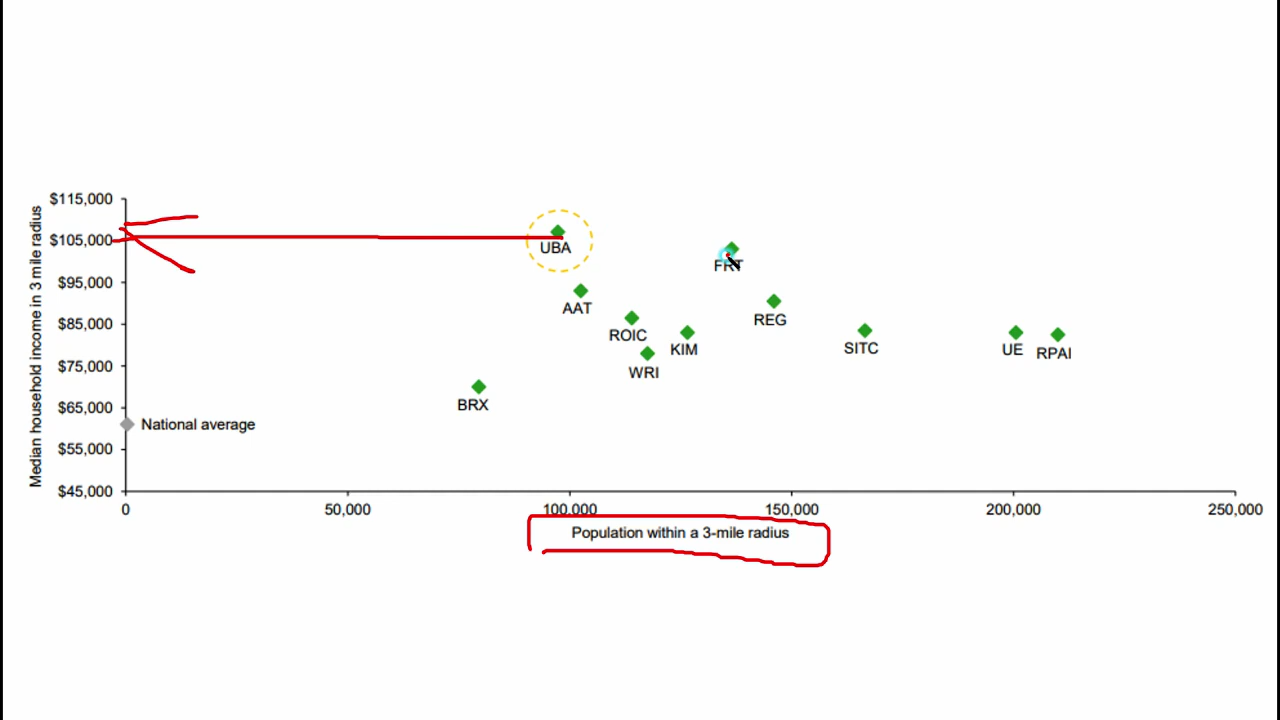 Median household income in 3 mile radius
$115,000
$105,000
$95,000
$85,000
$75,000
$65,000
$55,000
$45,000
UBA
FRT
AAT
ROIC
WRI
KIM
REG
SITC
UE
RPAI
BRX
National average
0
50,000
100,000
150,000
200,000
250,000
Population within a 3-mile radius